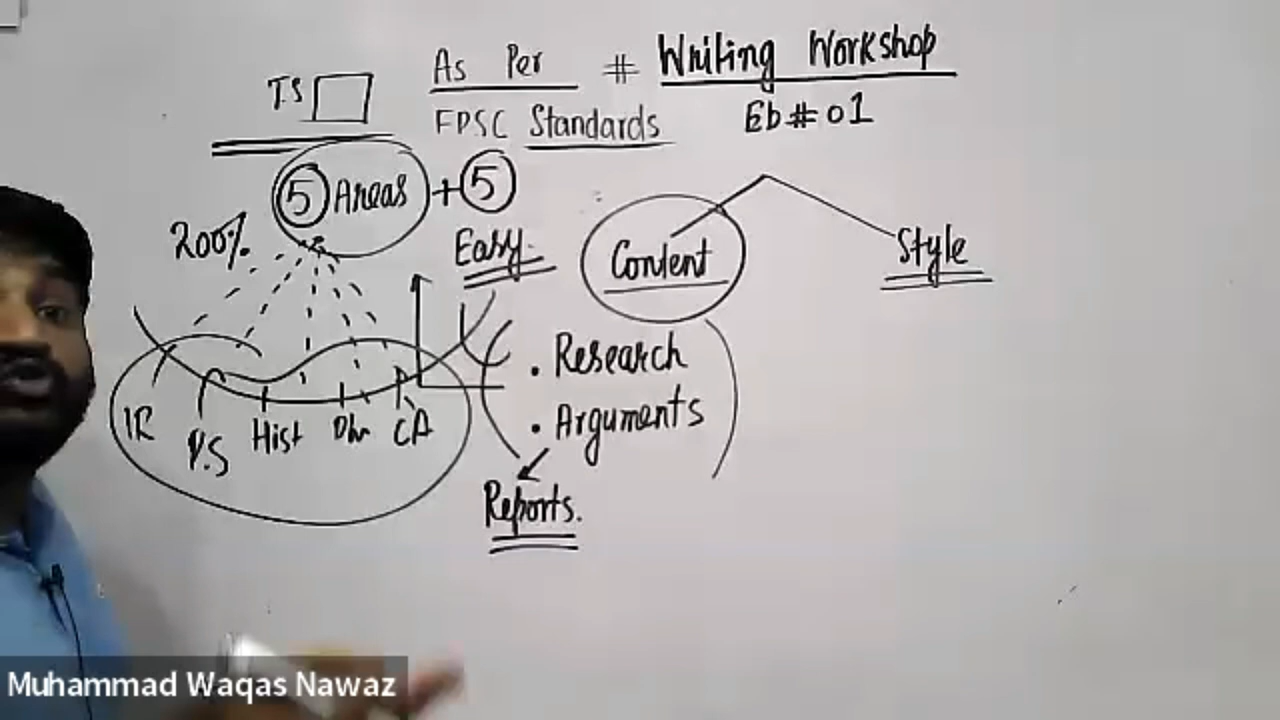 As Per # Writing Workshop
T.S
FPSC Standards
Eb#01
5 Areas + 5
200%
Easy
Content
Style
. Research
. Arguments
IR P.S Hist CA
Reports.
Muhammad Waqas Nawaz